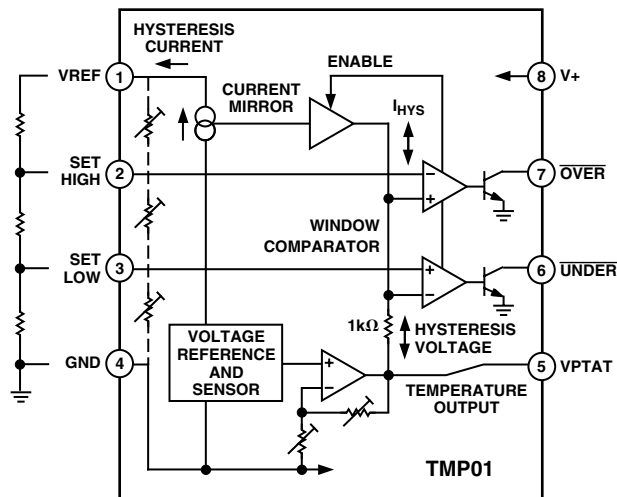 HYSTERESIS
CURRENT
VREF 1
CURRENT
MIRROR
ENABLE
8 V+
IHYS
SET
HIGH 2
7 OVER
WINDOW
COMPARATOR
SET
LOW 3
6 UNDER
1kΩ
HYSTERESIS
VOLTAGE
GND 4
VOLTAGE
REFERENCE
AND
SENSOR
5 VPTAT
TEMPERATURE
OUTPUT
TMP01